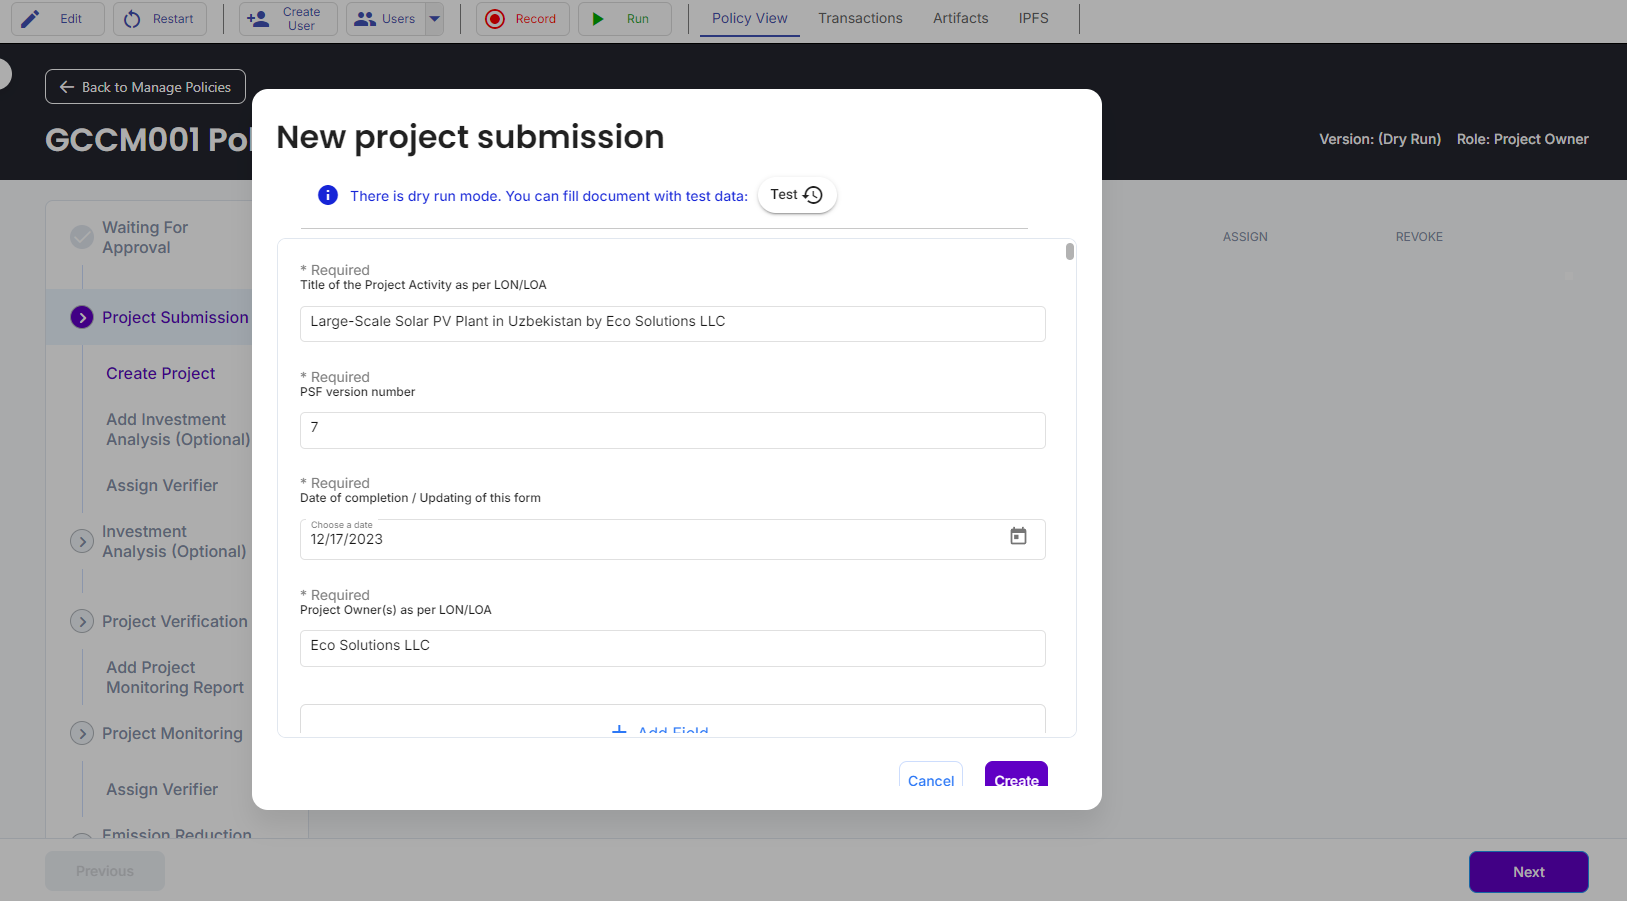 Edit
Restart
Create
User
Users
Record
Run
Policy View
Transactions
Artifacts
IPFS
Back to Manage Policies
GCCM001 Pol
Version: (Dry Run)
Role: Project Owner
New project submission
There is dry run mode. You can fill document with test data:
Test
Waiting For
Approval
Project Submission
Create Project
Add Investment
Analysis (Optional)
Assign Verifier
Investment
Analysis (Optional)
Project Verification
Add Project
Monitoring Report
Project Monitoring
Assign Verifier
Emission Reduction
ASSIGN
REVOKE
* Required
Title of the Project Activity as per LON/LOA
Large-Scale Solar PV Plant in Uzbekistan by Eco Solutions LLC
* Required
PSF version number
7
* Required
Date of completion / Updating of this form
Choose a date
12/17/2023
* Required
Project Owner(s) as per LON/LOA
Eco Solutions LLC
Add Field
Cancel
Create
Previous
Next